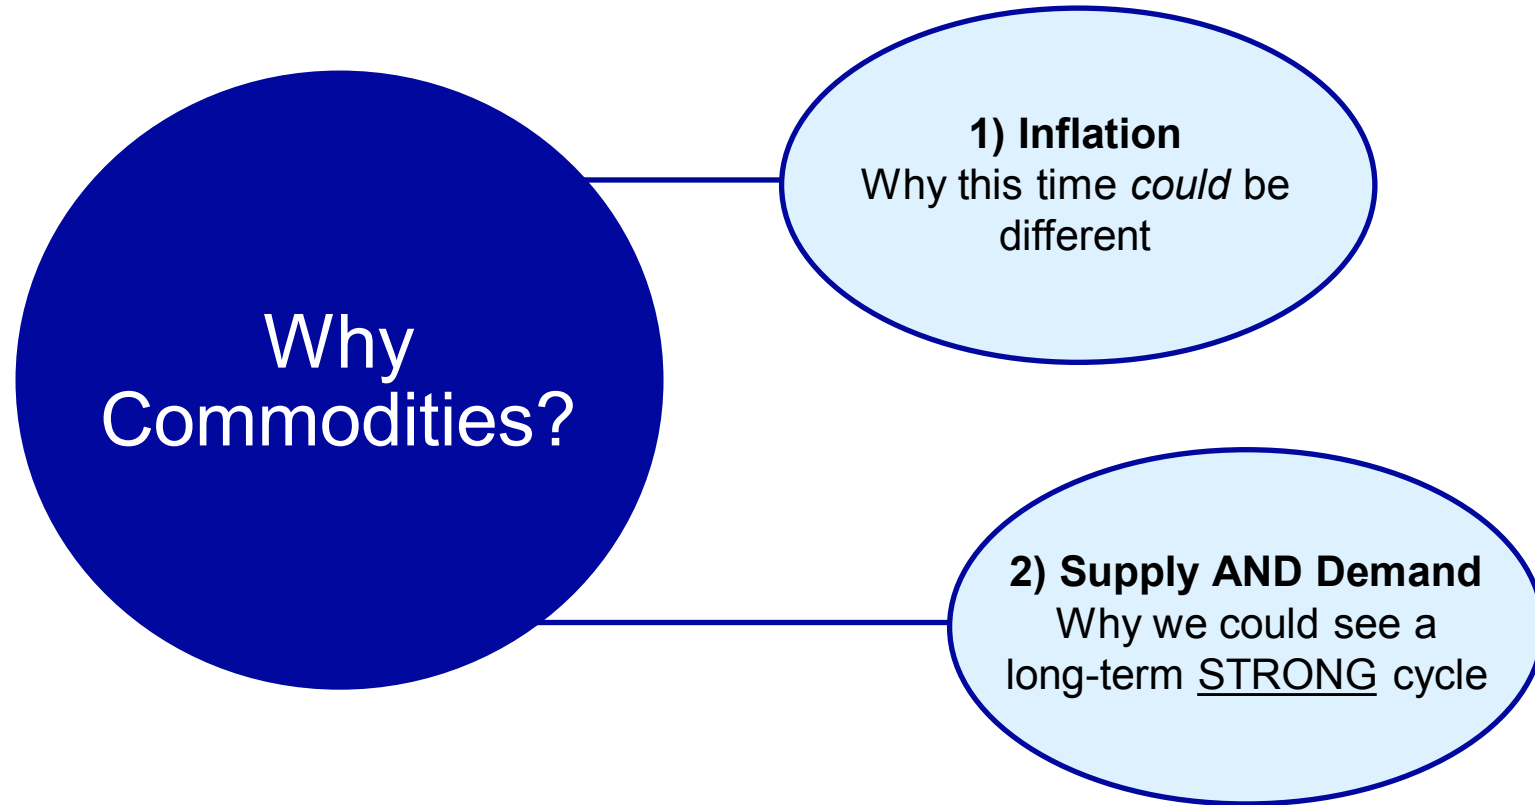 Why
Commodities?
1) Inflation
Why this time could be
different
2) Supply AND Demand
Why we could see a
long-term STRONG cycle